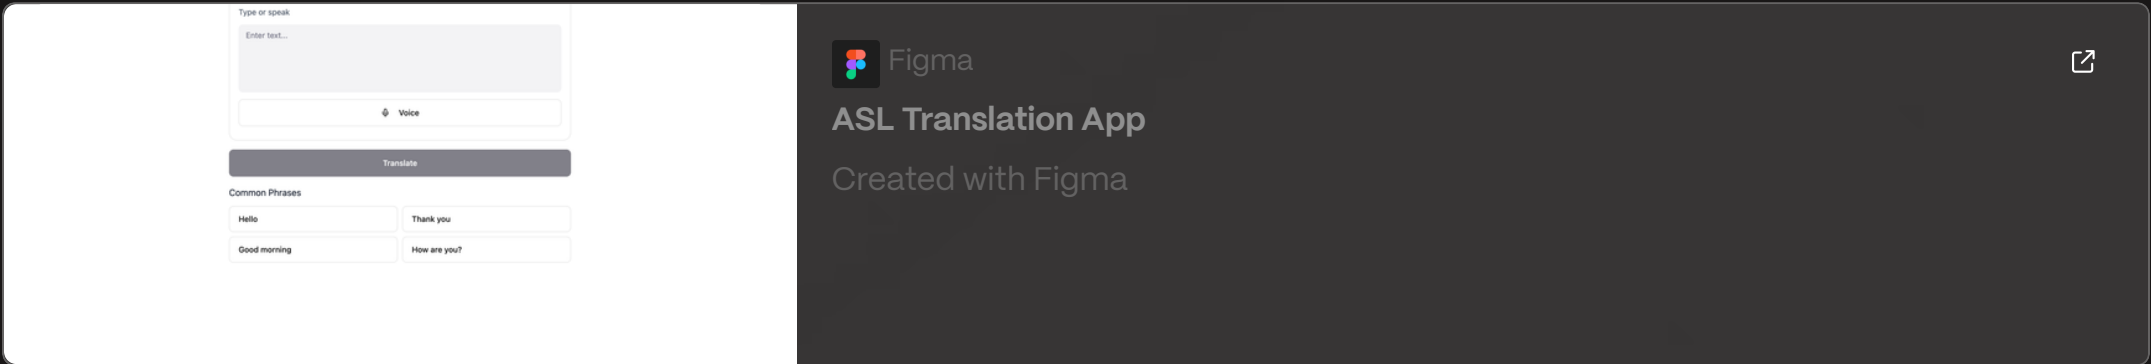 Type or speak
Enter text...
Voice
Translate
Common Phrases
Hello
Thank you
Good morning
How are you?
Figma
ASL Translation App
Created with Figma